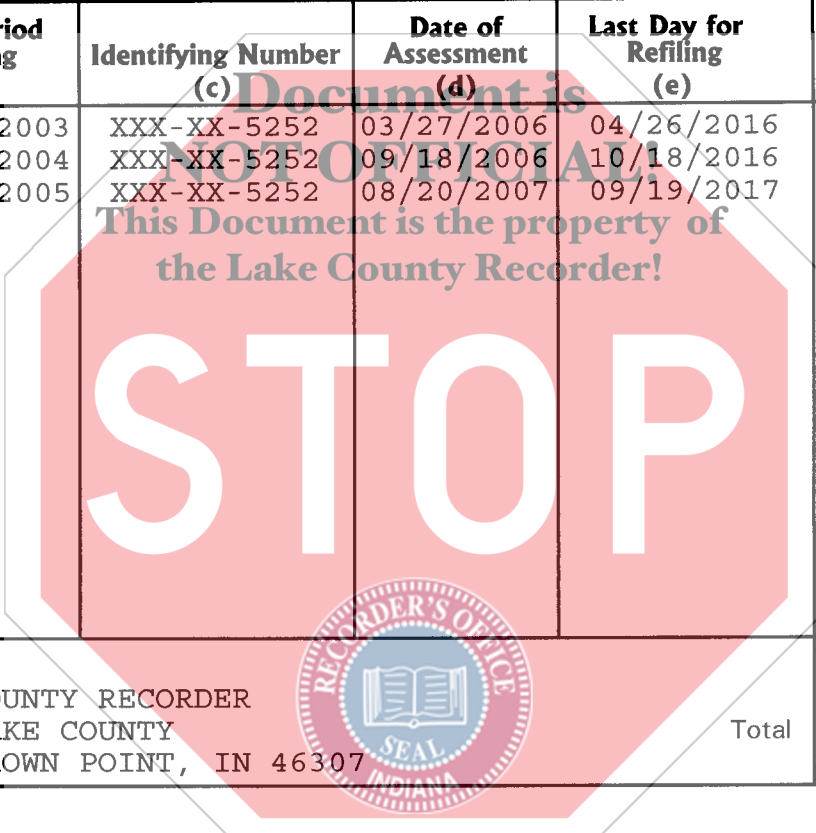 riod
g
Identifying Number
(c)
Date of
Assessment
(d)
Last Day for
Refiling
(e)
Document is
NOT OFFICIAL!
This Document is the property of
the Lake County Recorder!
2003 XXX-XX-5252 03/27/2006 04/26/2016
2004 XXX-XX-5252 09/18/2006 10/18/2016
2005 XXX-XX-5252 08/20/2007 09/19/2017
STOP
RECORDER'S OFFICE
SEAL
INDIANA
OUNTY RECORDER
AKE COUNTY
OWN POINT, IN 46307
Total